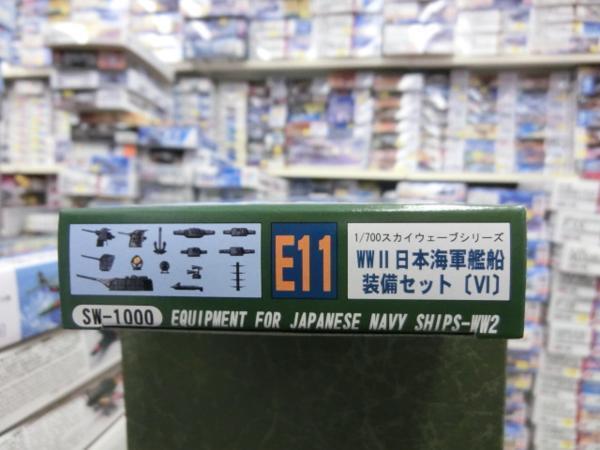 E11
1/700スカイウェーブシリーズ
WWⅡ日本海軍艦船
装備セット〔Ⅵ〕
SW-1000 EQUIPMENT FOR JAPANESE NAVY SHIPS-WW2